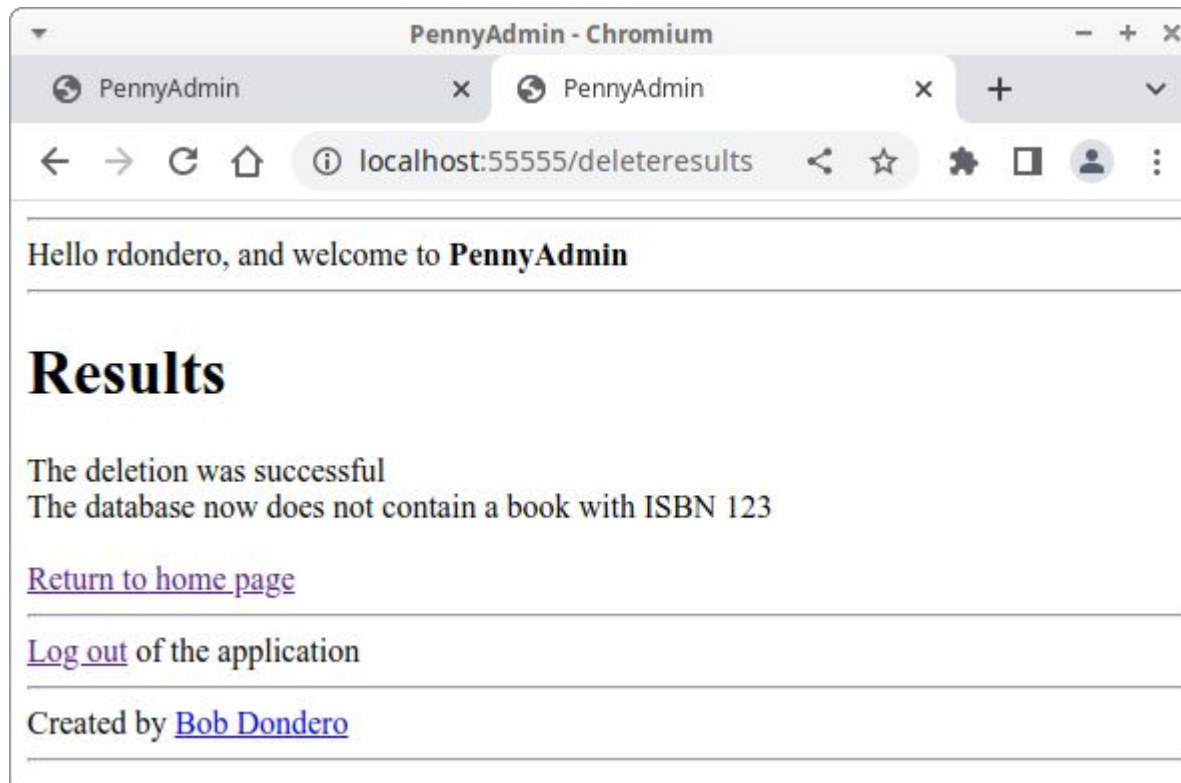 PennyAdmin - Chromium
PennyAdmin
PennyAdmin
localhost:55555/deleteresults
Hello rdondero, and welcome to PennyAdmin
Results
The deletion was successful
The database now does not contain a book with ISBN 123
Return to home page
Log out of the application
Created by Bob Dondero